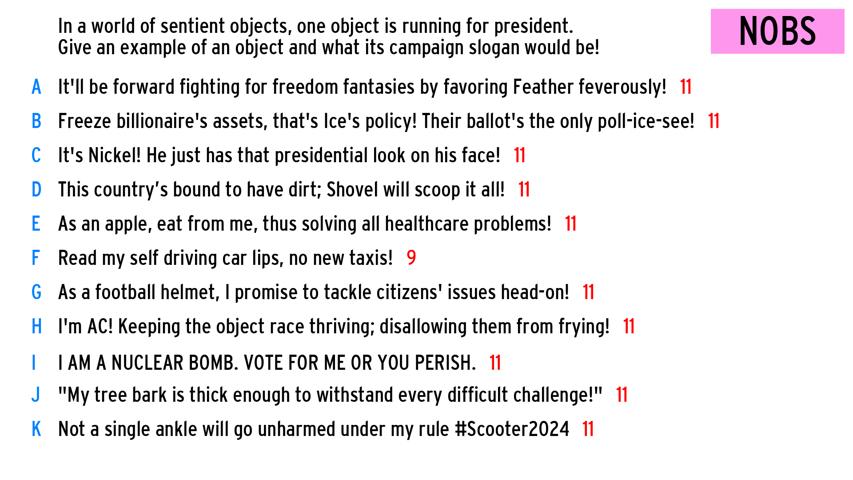 In a world of sentient objects, one object is running for president.
Give an example of an object and what its campaign slogan would be!
NOBS
A It'll be forward fighting for freedom fantasies by favoring Feather feverously! 11
B Freeze billionaire's assets, that's Ice's policy! Their ballot's the only poll-ice-see! 11
C It's Nickel! He just has that presidential look on his face! 11
D This country’s bound to have dirt; Shovel will scoop it all! 11
E As an apple, eat from me, thus solving all healthcare problems! 11
F Read my self driving car lips, no new taxis! 9
G As a football helmet, I promise to tackle citizens' issues head-on! 11
H I'm AC! Keeping the object race thriving; disallowing them from frying! 11
I I AM A NUCLEAR BOMB. VOTE FOR ME OR YOU PERISH. 11
J "My tree bark is thick enough to withstand every difficult challenge!" 11
K Not a single ankle will go unharmed under my rule #Scooter2024 11